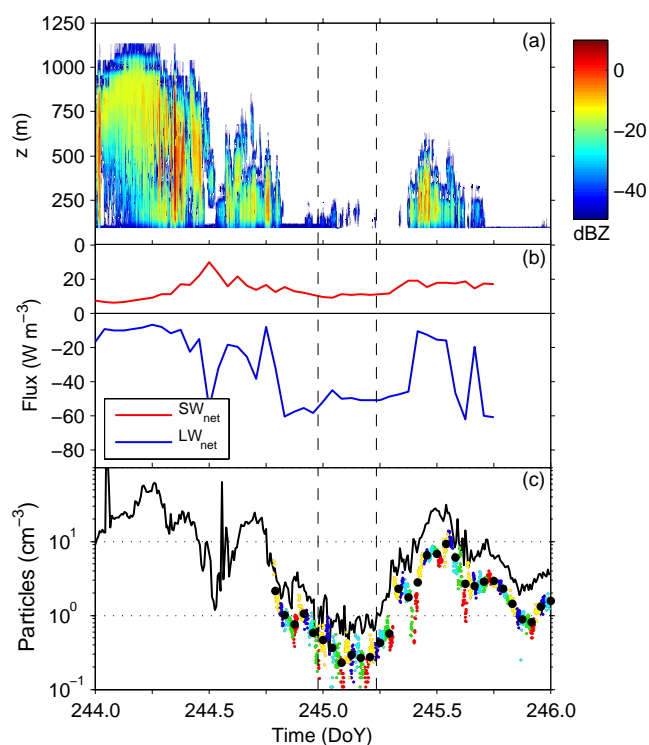 1250
1000
750
500
250
z (m)
(a)
0
−20
−40
dBZ
0
20
0
−20
−40
−60
−80
Flux (W m−3)
(b)
SWnet
LWnet
(c)
Particles (cm−3)
101
100
10−1
244.0
244.5
245.0
245.5
246.0
Time (DoY)